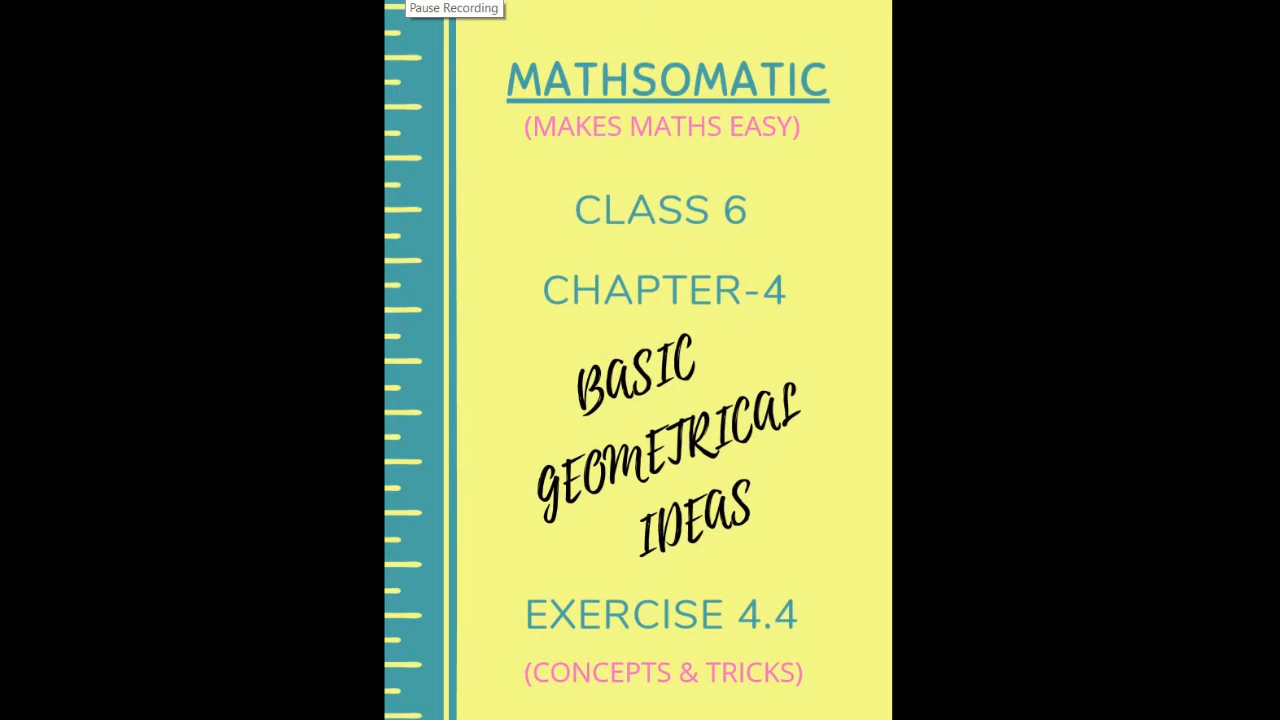 Pause Recording
MATHSOMATIC
(MAKES MATHS EASY)
CLASS 6
CHAPTER-4
BASIC
GEOMETRICAL
IDEAS
EXERCISE 4.4
(CONCEPTS & TRICKS)